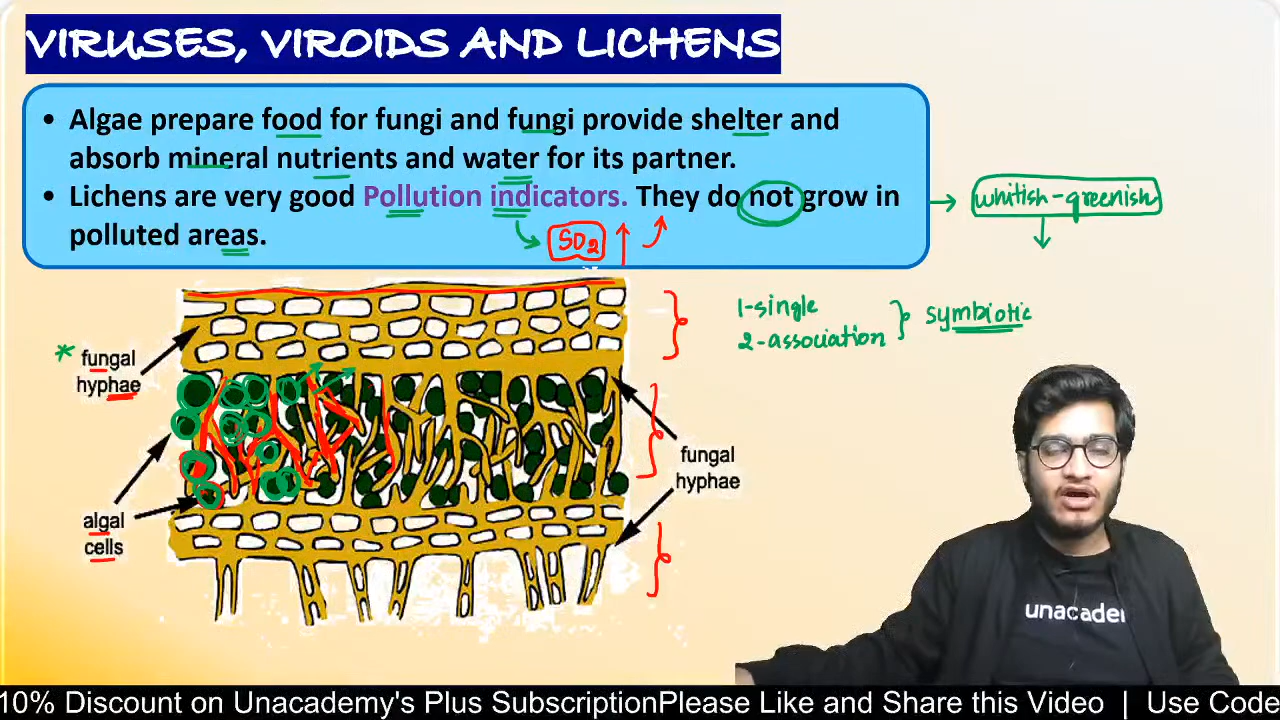 VIRUSES, VIROIDS AND LICHENS
• Algae prepare food for fungi and fungi provide shelter and
absorb mineral nutrients and water for its partner.
• Lichens are very good Pollution indicators. They do not grow in
polluted areas.
SO2
whitish-greenish
1-single
2-association
symbiotic
* fungal
hyphae
algal
cells
fungal
hyphae
unacader
10% Discount on Unacademy's Plus SubscriptionPlease Like and Share this Video | Use Code